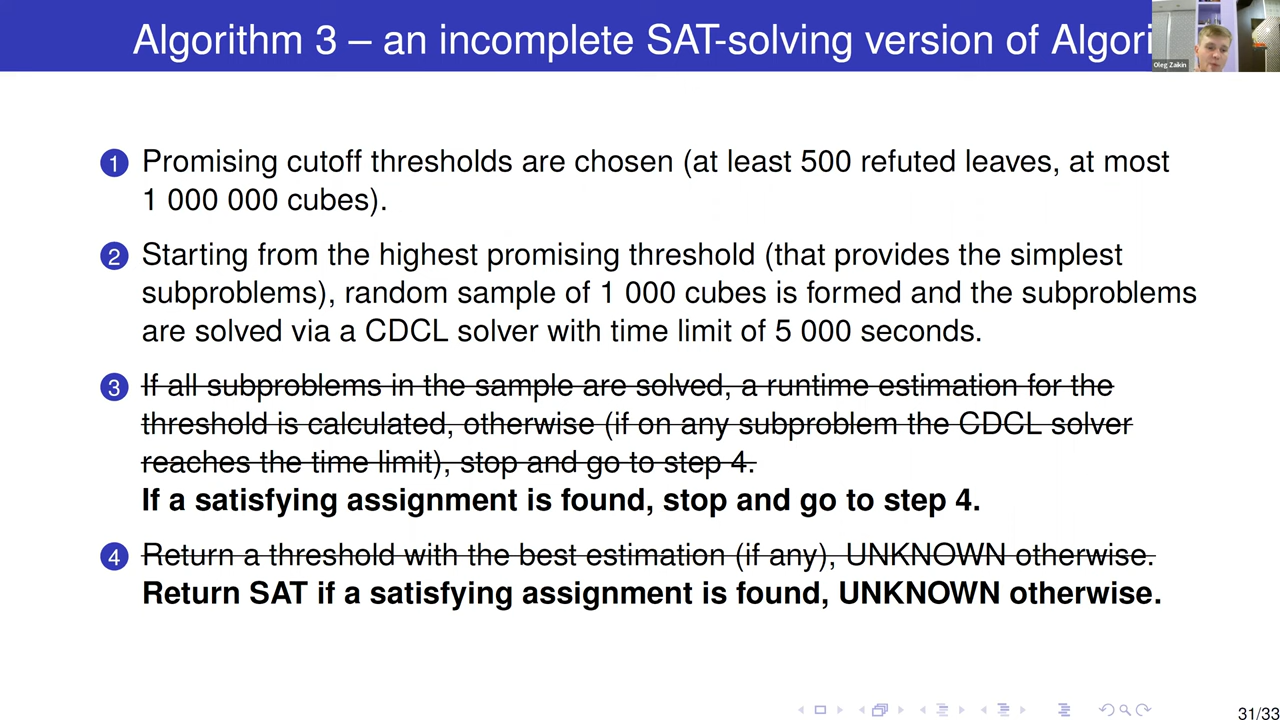 Algorithm 3 – an incomplete SAT-solving version of Algori
Oleg Zaikin
1 Promising cutoff thresholds are chosen (at least 500 refuted leaves, at most
1 000 000 cubes).
2 Starting from the highest promising threshold (that provides the simplest
subproblems), random sample of 1 000 cubes is formed and the subproblems
are solved via a CDCL solver with time limit of 5 000 seconds.
3 If all subproblems in the sample are solved, a runtime estimation for the
threshold is calculated, otherwise (if on any subproblem the CDCL solver
reaches the time limit), stop and go to step 4.
If a satisfying assignment is found, stop and go to step 4.
4 Return a threshold with the best estimation (if any), UNKNOWN otherwise.
Return SAT if a satisfying assignment is found, UNKNOWN otherwise.
31/33